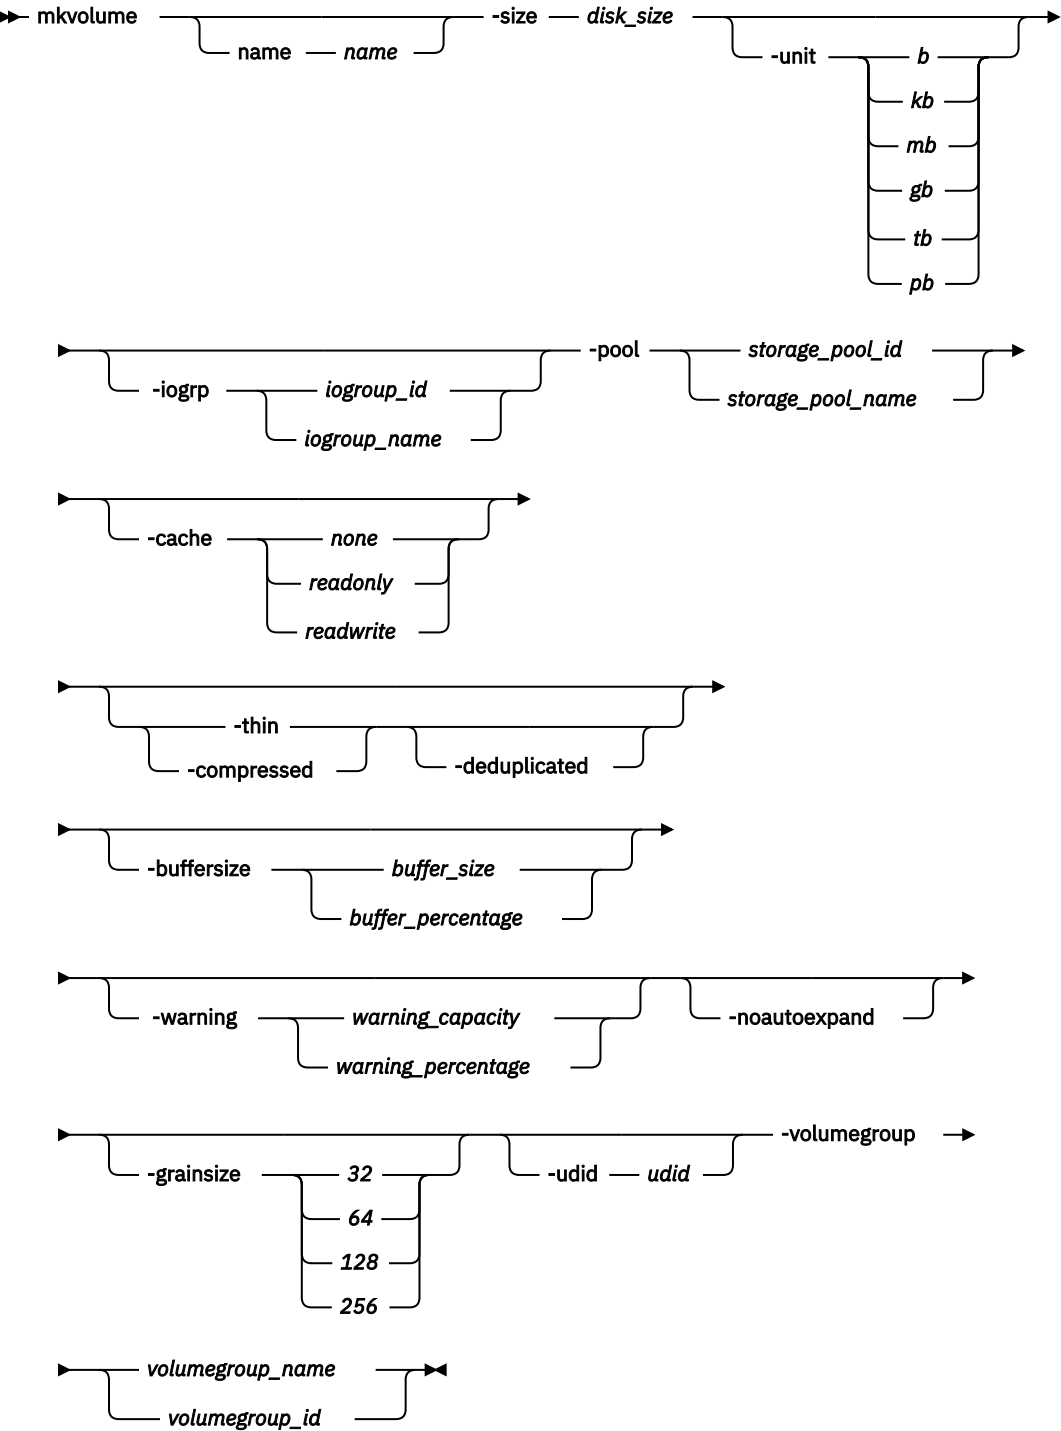 mkvolume -size disk_size
name name
-unit b
kb
mb
gb
tb
pb
-pool storage_pool_id
-iogrp iogroup_id
storage_pool_name
iogroup_name
-cache none
readonly
readwrite
-thin
-compressed -deduplicated
-buffersize buffer_size
buffer_percentage
-warning warning_capacity -noautoexpand
warning_percentage
-volumegroup
-grainsize 32 -udid udid
64
128
256
volumegroup_name
volumegroup_id